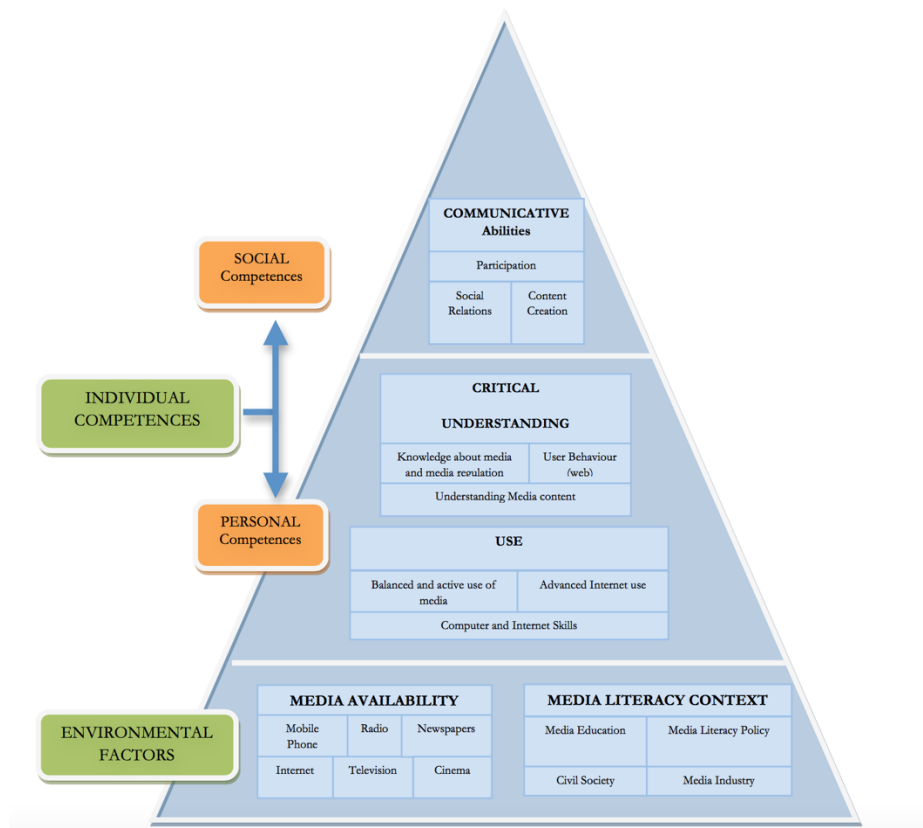 COMMUNICATIVE
Abilities
Participation
Social
Relations
Content
Creation
SOCIAL
Competences
INDIVIDUAL
COMPETENCES
CRITICAL
UNDERSTANDING
Knowledge about media
and media regulation
User Behaviour
(web)
Understanding Media content
PERSONAL
Competences
USE
Balanced and active use of
media
Advanced Internet use
Computer and Internet Skills
ENVIRONMENTAL
FACTORS
MEDIA AVAILABILITY
Mobile
Phone
Radio
Newspapers
Internet
Television
Cinema
MEDIA LITERACY CONTEXT
Media Education
Media Literacy Policy
Civil Society
Media Industry